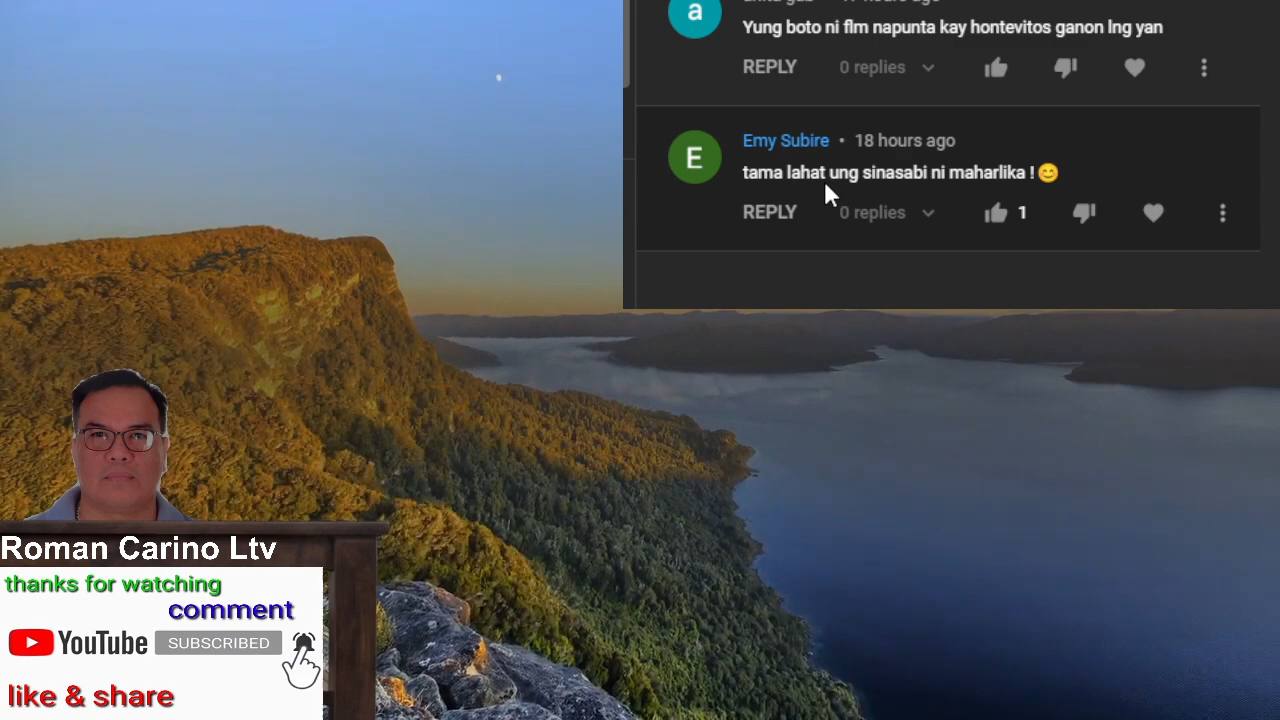 Yung boto ni flm napunta kay hontevitos ganon lng yan
REPLY 0 replies
E Emy Subire • 18 hours ago
tama lahat ung sinasabi ni maharlika ! 😊
REPLY 0 replies 1
a
Roman Carino Ltv
thanks for watching
comment
YouTube SUBSCRIBED
like & share